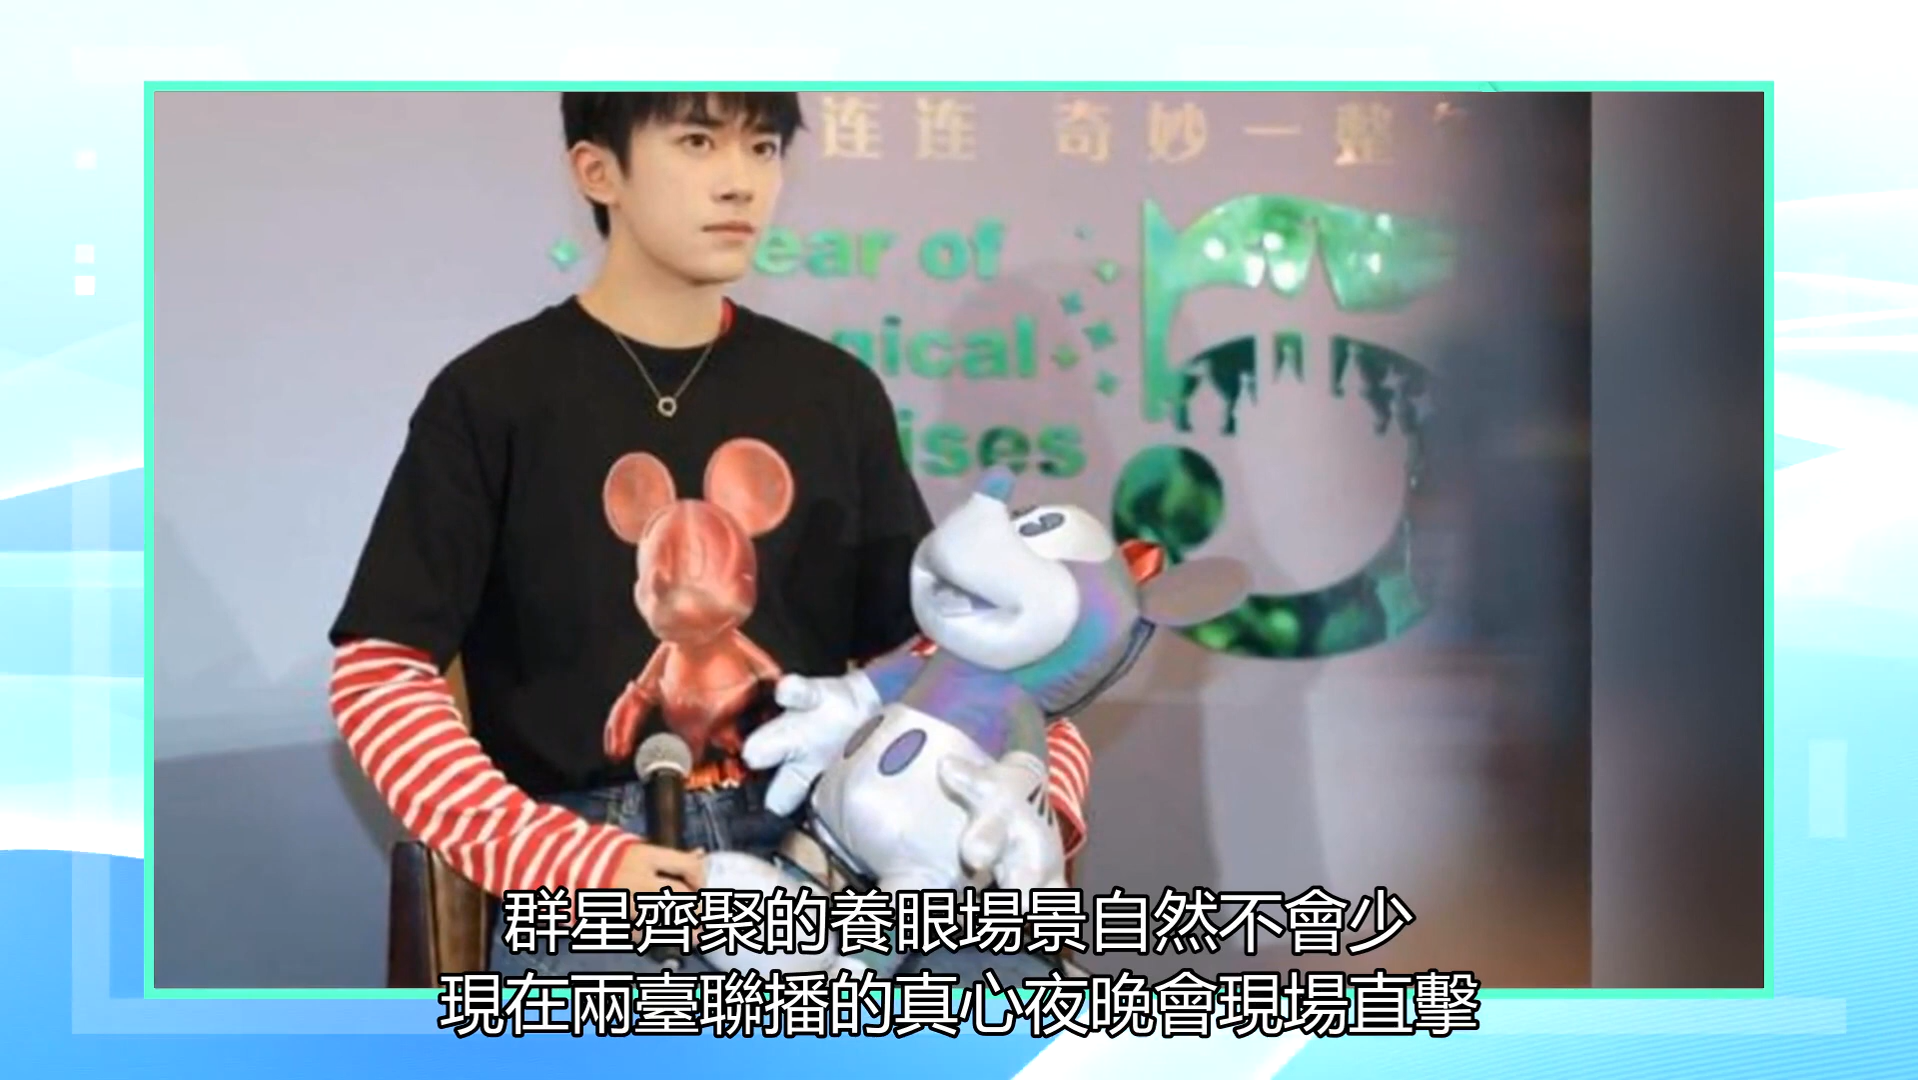 连连 奇妙一整
ear of
gical
ises
群星齊聚的養眼場景自然不會少
現在兩臺聯播的真心夜晚會現場直擊